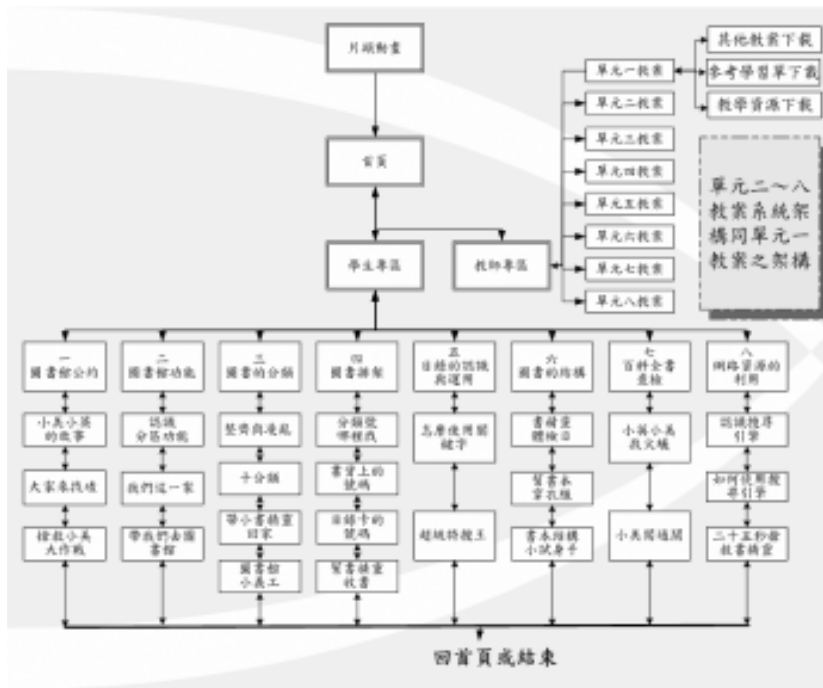 片頭動畫
首頁
學生專區
教師專區
單元一教案
單元二教案
單元三教案
單元四教案
單元五教案
單元六教案
單元七教案
單元八教案
其他教案下載
參考學習單下載
教學資源下載
單元二～八
教案系統架
構同單元一
教案之架構
一
圖書館公約
小美小英
的故事
大家來找碴
搶救小美
大作戰
二
圖書館功能
認識
分區功能
我們這一家
帶我們去圖
書館
三
圖書的分類
整齊與凌亂
十分類
帶小書精靈
回家
圖書館
小義工
四
圖書排架
分類號
哪裡找
書背上的
號碼
目錄卡的
號碼
幫書精靈
收書
五
目錄的認識
與運用
怎麼使用關
鍵字
超級特搜王
六
圖書的結構
書精靈
體檢日
幫書本
穿孔縫
書本結構
小試身手
七
百科全書
查檢
小英小美
救火蟻
小美闖通關
八
網路資源的
利用
認識搜尋
引擎
如何使用搜
尋引擎
二十五秒搶
救書精靈
回首頁或結束